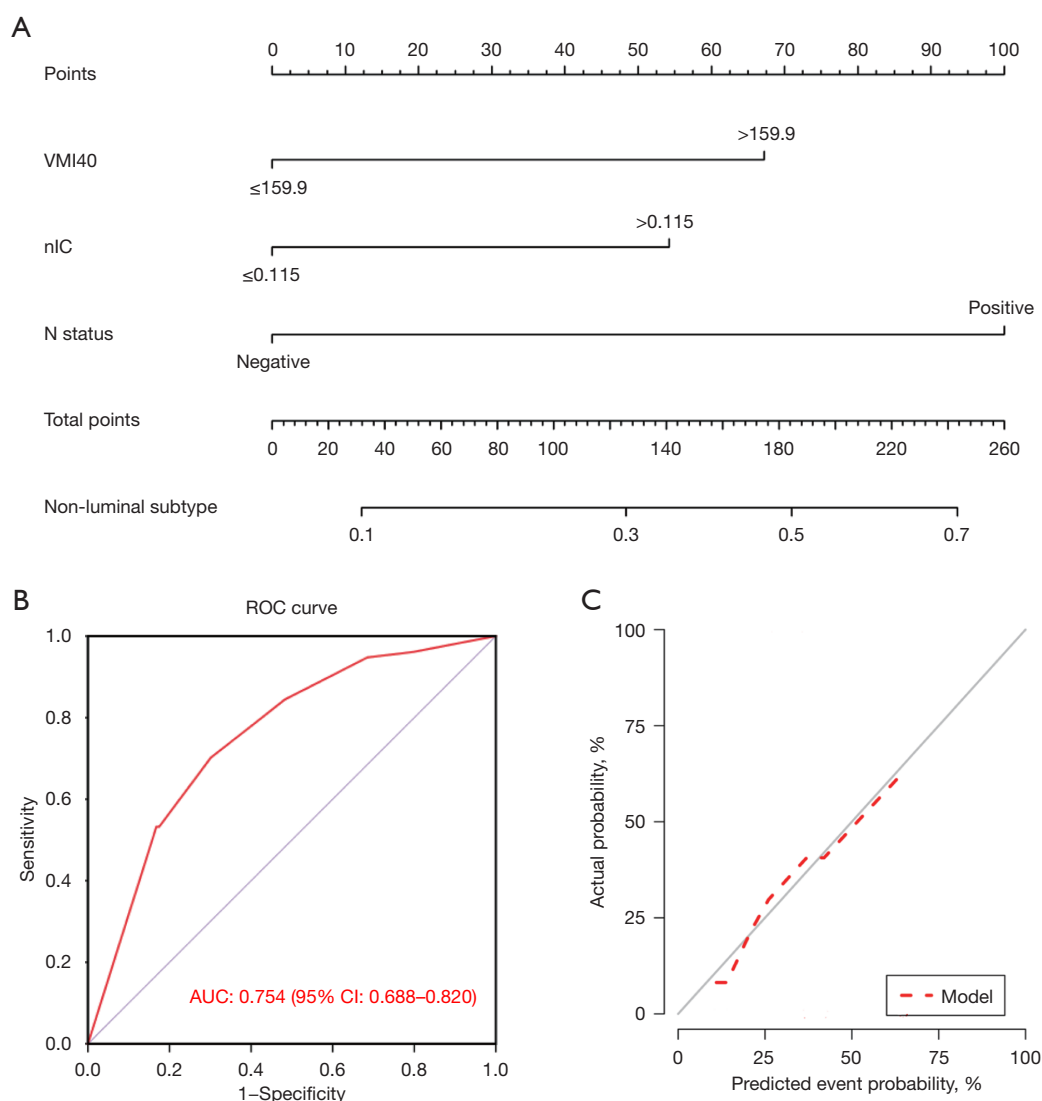 A
Points
0 10 20 30 40 50 60 70 80 90 100
VMI40
>159.9
≤159.9
nIC
>0.115
≤0.115
N status
Positive
Negative
Total points
0 20 40 60 80 100 140 180 220 260
Non-luminal subtype
0.1 0.3 0.5 0.7
B
ROC curve
Sensitivity
1.0
0.8
0.6
0.4
0.2
0.0
AUC: 0.754 (95% CI: 0.688–0.820)
0.0 0.2 0.4 0.6 0.8 1.0
1–Specificity
C
Actual probability, %
100
75
50
25
0
Model
0 25 50 75 100
Predicted event probability, %